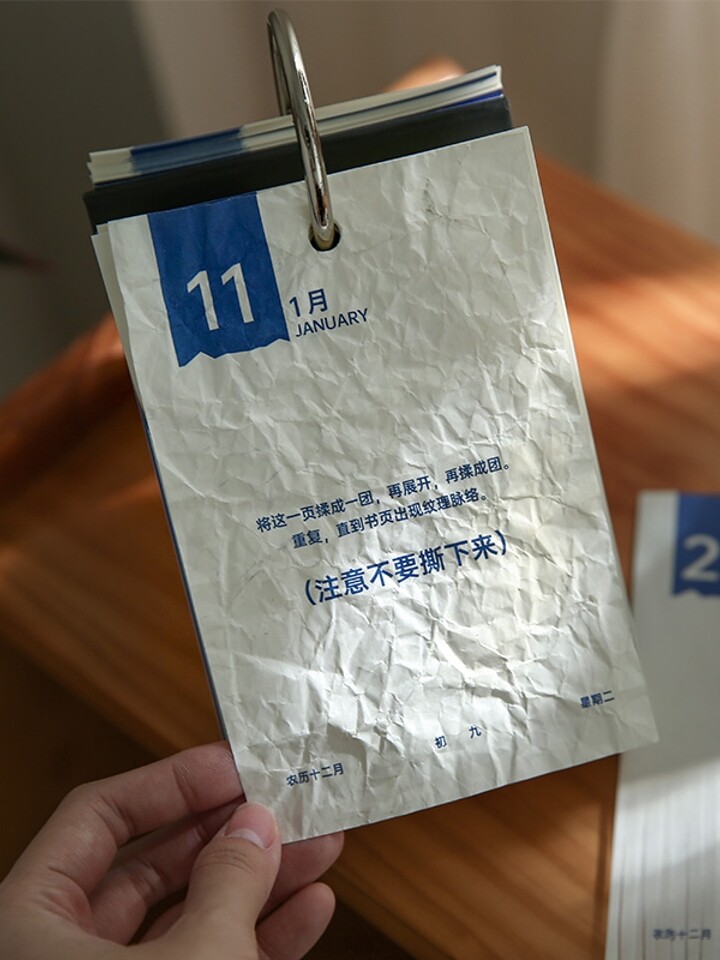 11
1月
JANUARY
将这一页揉成一团，再展开，再揉成团。
重复，直到书页出现纹理脉络。
（注意不要撕下来）
农历十二月 初九 星期二
2
农历十二月